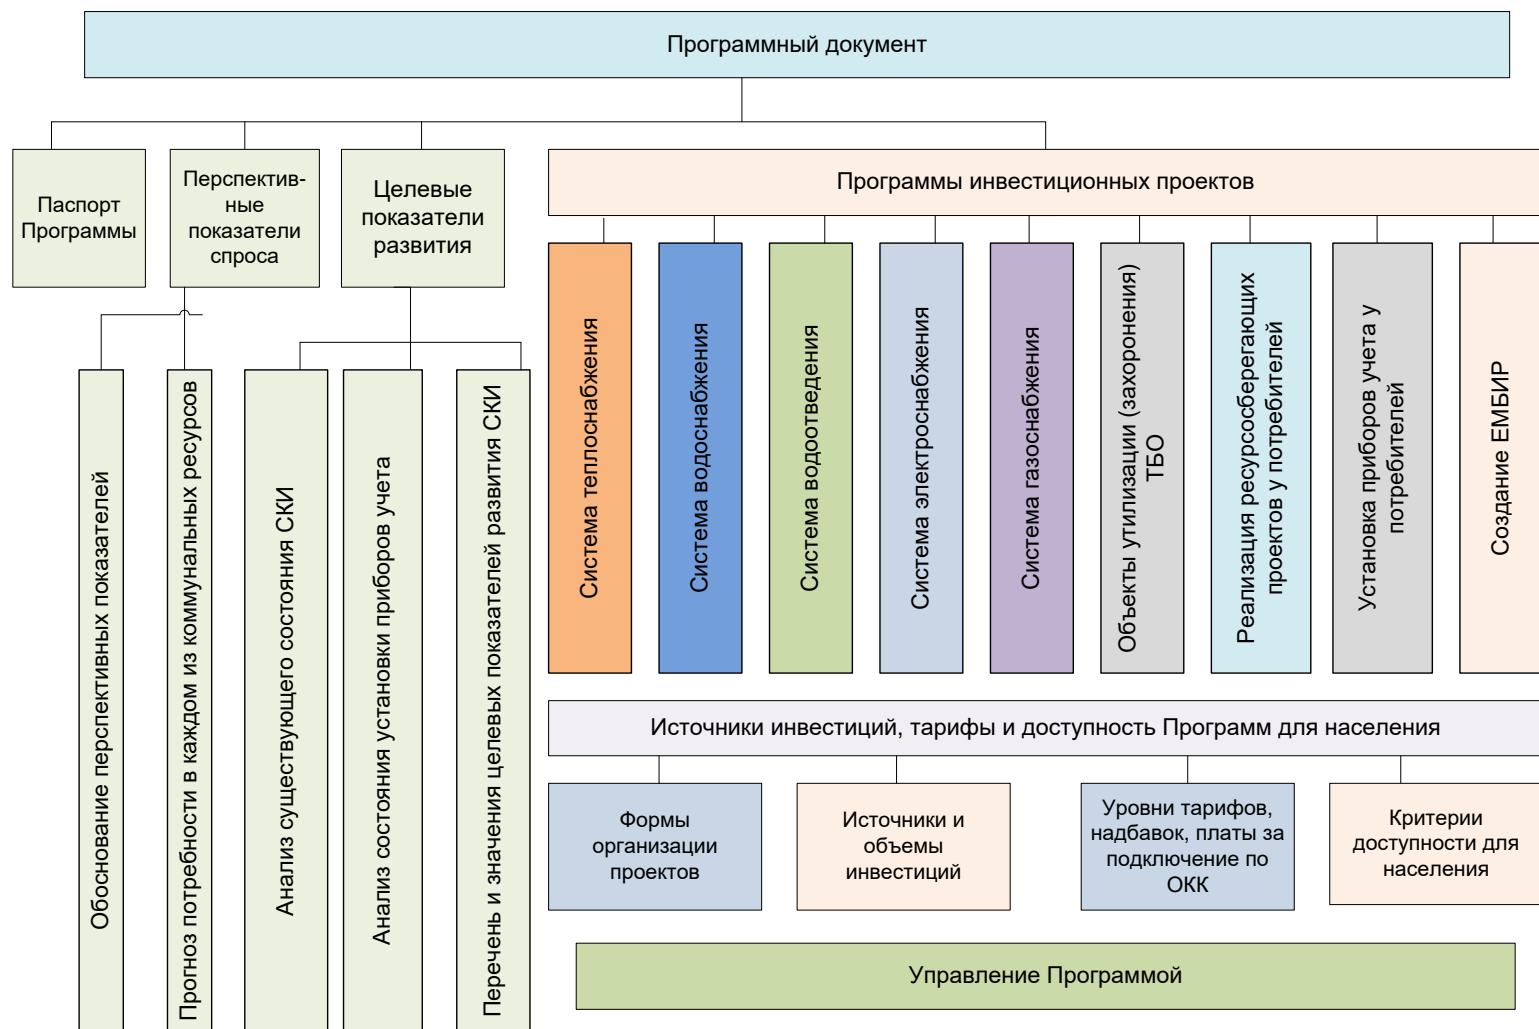 Программный документ
Паспорт
Программы
Перспектив-
ные
показатели
спроса
Целевые
показатели
развития
Программы инвестиционных проектов
Обоснование перспективных показателей
Прогноз потребности в каждом из коммунальных ресурсов
Анализ существующего состояния СКИ
Анализ состояния установки приборов учета
Перечень и значения целевых показателей развития СКИ
Система теплоснабжения
Система водоснабжения
Система водоотведения
Система электроснабжения
Система газоснабжения
Объекты утилизации (захоронения)
ТБО
Реализация ресурсосберегающих
проектов у потребителей
Установка приборов учета у
потребителей
Создание ЕМБИР
Источники инвестиций, тарифы и доступность Программ для населения
Формы
организации
проектов
Источники и
объемы
инвестиций
Уровни тарифов,
надбавок, платы за
подключение по
ОКК
Критерии
доступности для
населения
Управление Программой